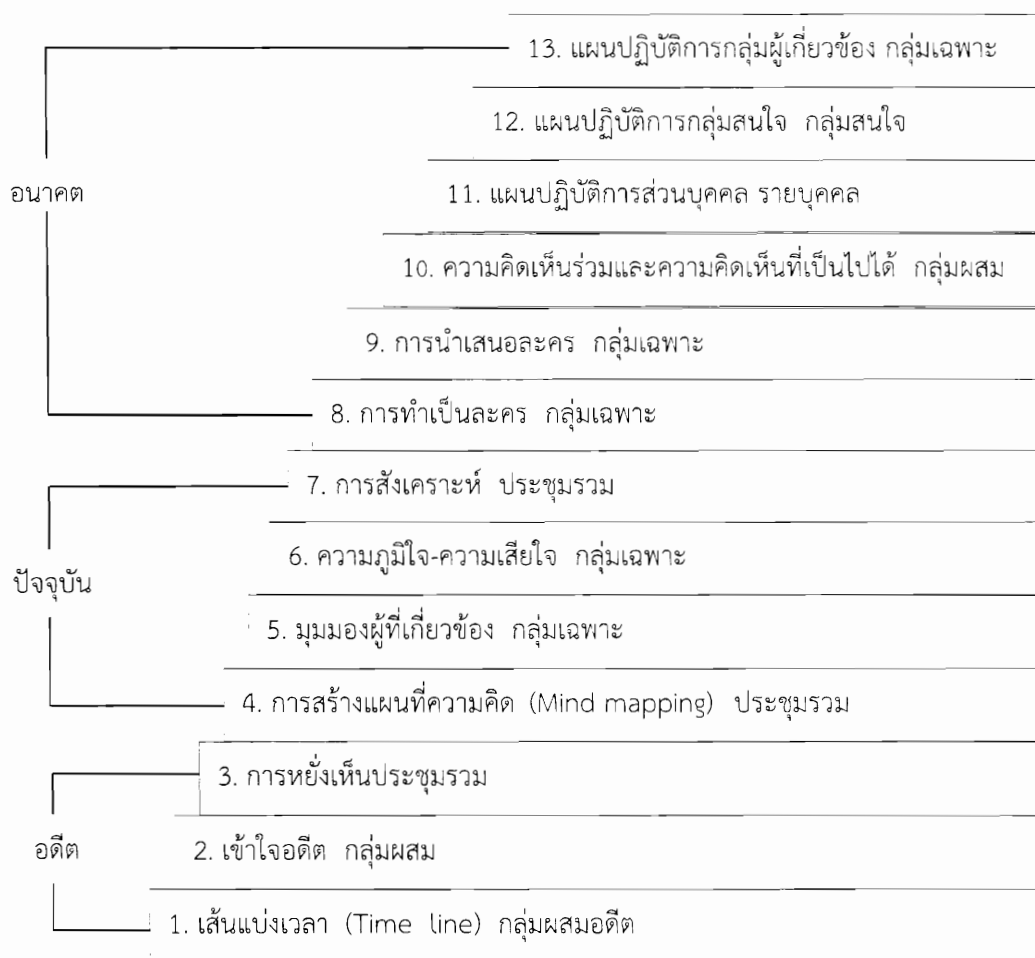 13. แผนปฏิบัติการกลุ่มผู้เกี่ยวข้อง กลุ่มเฉพาะ
12. แผนปฏิบัติการกลุ่มสนใจ กลุ่มสนใจ
อนาคต
11. แผนปฏิบัติการส่วนบุคคล รายบุคคล
10. ความคิดเห็นร่วมและความคิดเห็นที่เป็นไปได้ กลุ่มผสม
9. การนำเสนอละคร กลุ่มเฉพาะ
8. การทำเป็นละคร กลุ่มเฉพาะ
7. การสังเคราะห์ ประชุมรวม
6. ความภูมิใจ-ความเสียใจ กลุ่มเฉพาะ
ปัจจุบัน
5. มุมมองผู้ที่เกี่ยวข้อง กลุ่มเฉพาะ
4. การสร้างแผนที่ความคิด (Mind mapping) ประชุมรวม
3. การหยั่งเห็นประชุมรวม
อดีต
2. เข้าใจอดีต กลุ่มผสม
1. เส้นแบ่งเวลา (Time line) กลุ่มผสมอดีต